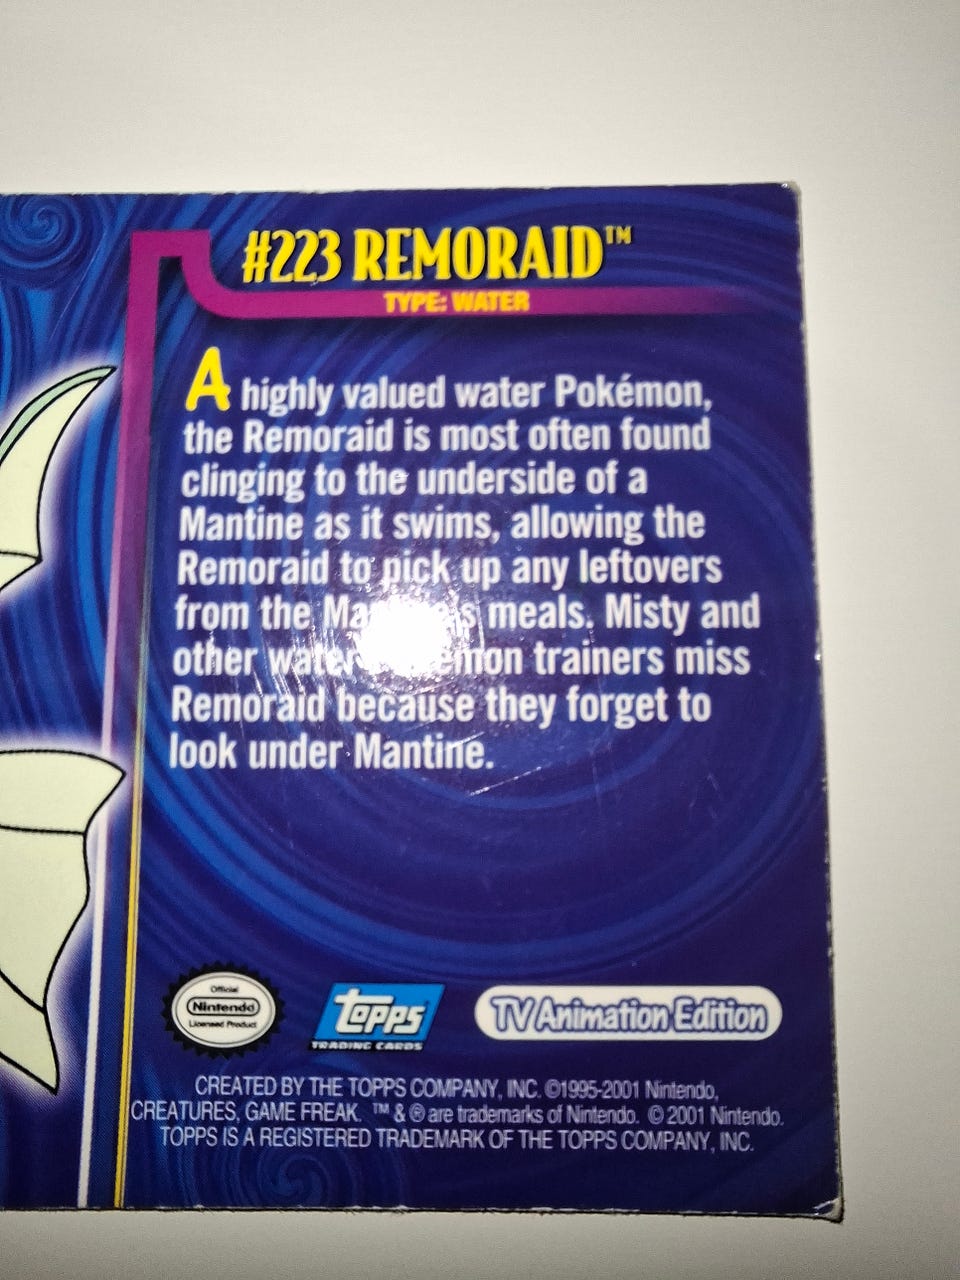 #223 REMORAID™
TYPE: WATER
A highly valued water Pokémon,
the Remoraid is most often found
clinging to the underside of a
Mantine as it swims, allowing the
Remoraid to pick up any leftovers
from the Mantine's meals. Misty and
other water Pokémon trainers miss
Remoraid because they forget to
look under Mantine.
Official
Nintendo
Licensed Product
Topps
TRADING CARDS
TV Animation Edition
CREATED BY THE TOPPS COMPANY, INC. ©1995-2001 Nintendo,
CREATURES, GAME FREAK. ™ & ® are trademarks of Nintendo. © 2001 Nintendo.
TOPPS IS A REGISTERED TRADEMARK OF THE TOPPS COMPANY, INC.